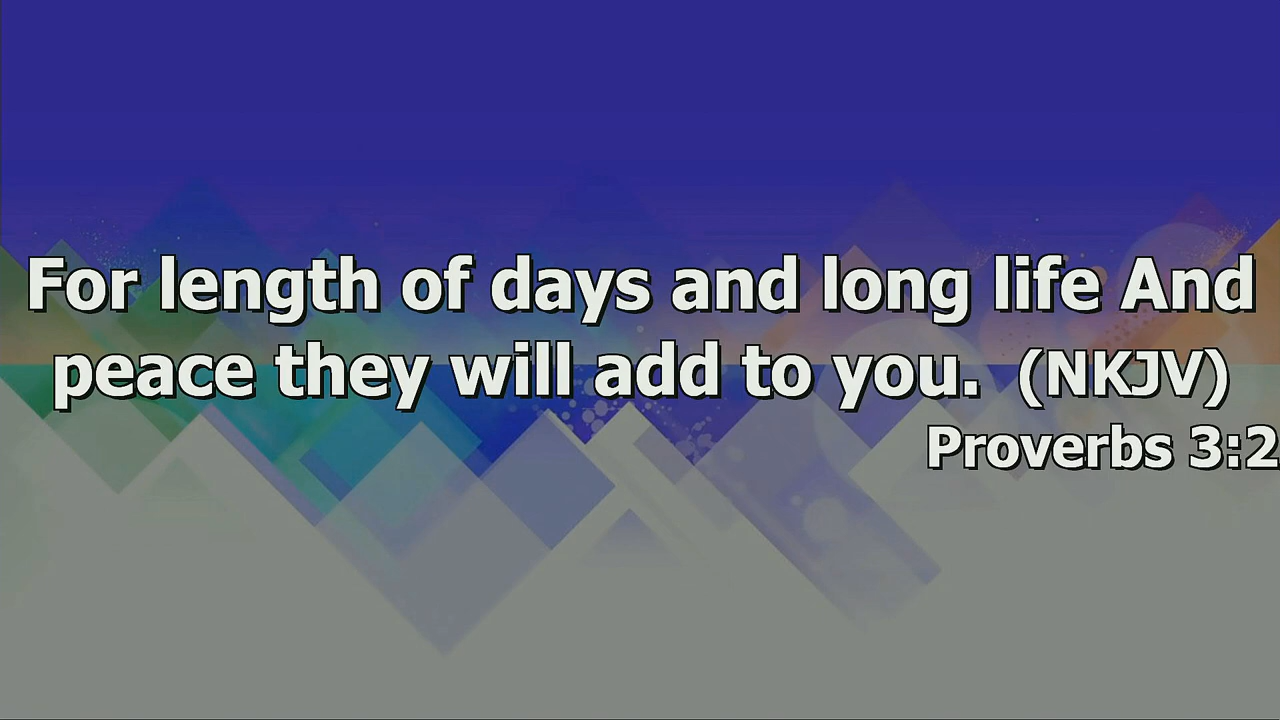 For length of days and long life And
peace they will add to you. (NKJV)
Proverbs 3:2